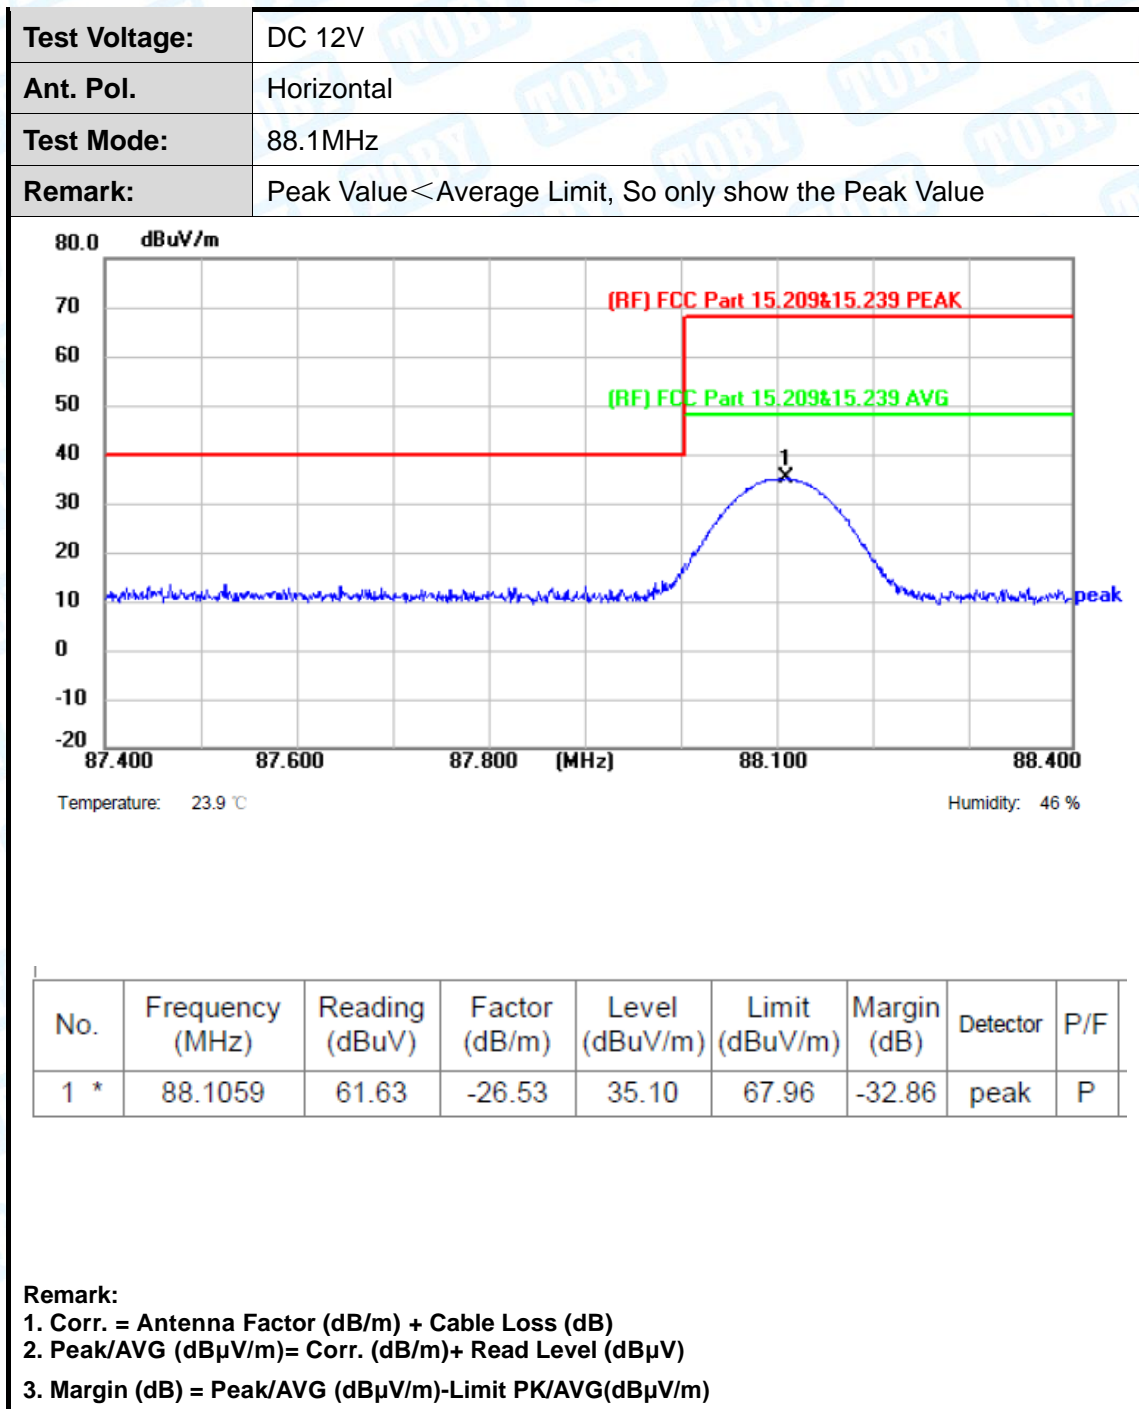 Test Voltage: DC 12V
Ant. Pol. Horizontal
Test Mode: 88.1MHz
Remark: Peak Value＜Average Limit, So only show the Peak Value
80.0 dBuV/m
(RF) FCC Part 15.209&15.239 PEAK
70
60
(RF) FCC Part 15.209&15.239 AVG
50
40
1
30
20
10
peak
0
-10
-20
87.400 87.600 87.800 (MHz) 88.100 88.400
Temperature: 23.9 ℃ Humidity: 46 %
No. Frequency (MHz) Reading (dBuV) Factor (dB/m) Level (dBuV/m) Limit (dBuV/m) Margin (dB) Detector P/F
1 * 88.1059 61.63 -26.53 35.10 67.96 -32.86 peak P
Remark:
1. Corr. = Antenna Factor (dB/m) + Cable Loss (dB)
2. Peak/AVG (dBµV/m)= Corr. (dB/m)+ Read Level (dBµV)
3. Margin (dB) = Peak/AVG (dBµV/m)-Limit PK/AVG(dBµV/m)
TOBY